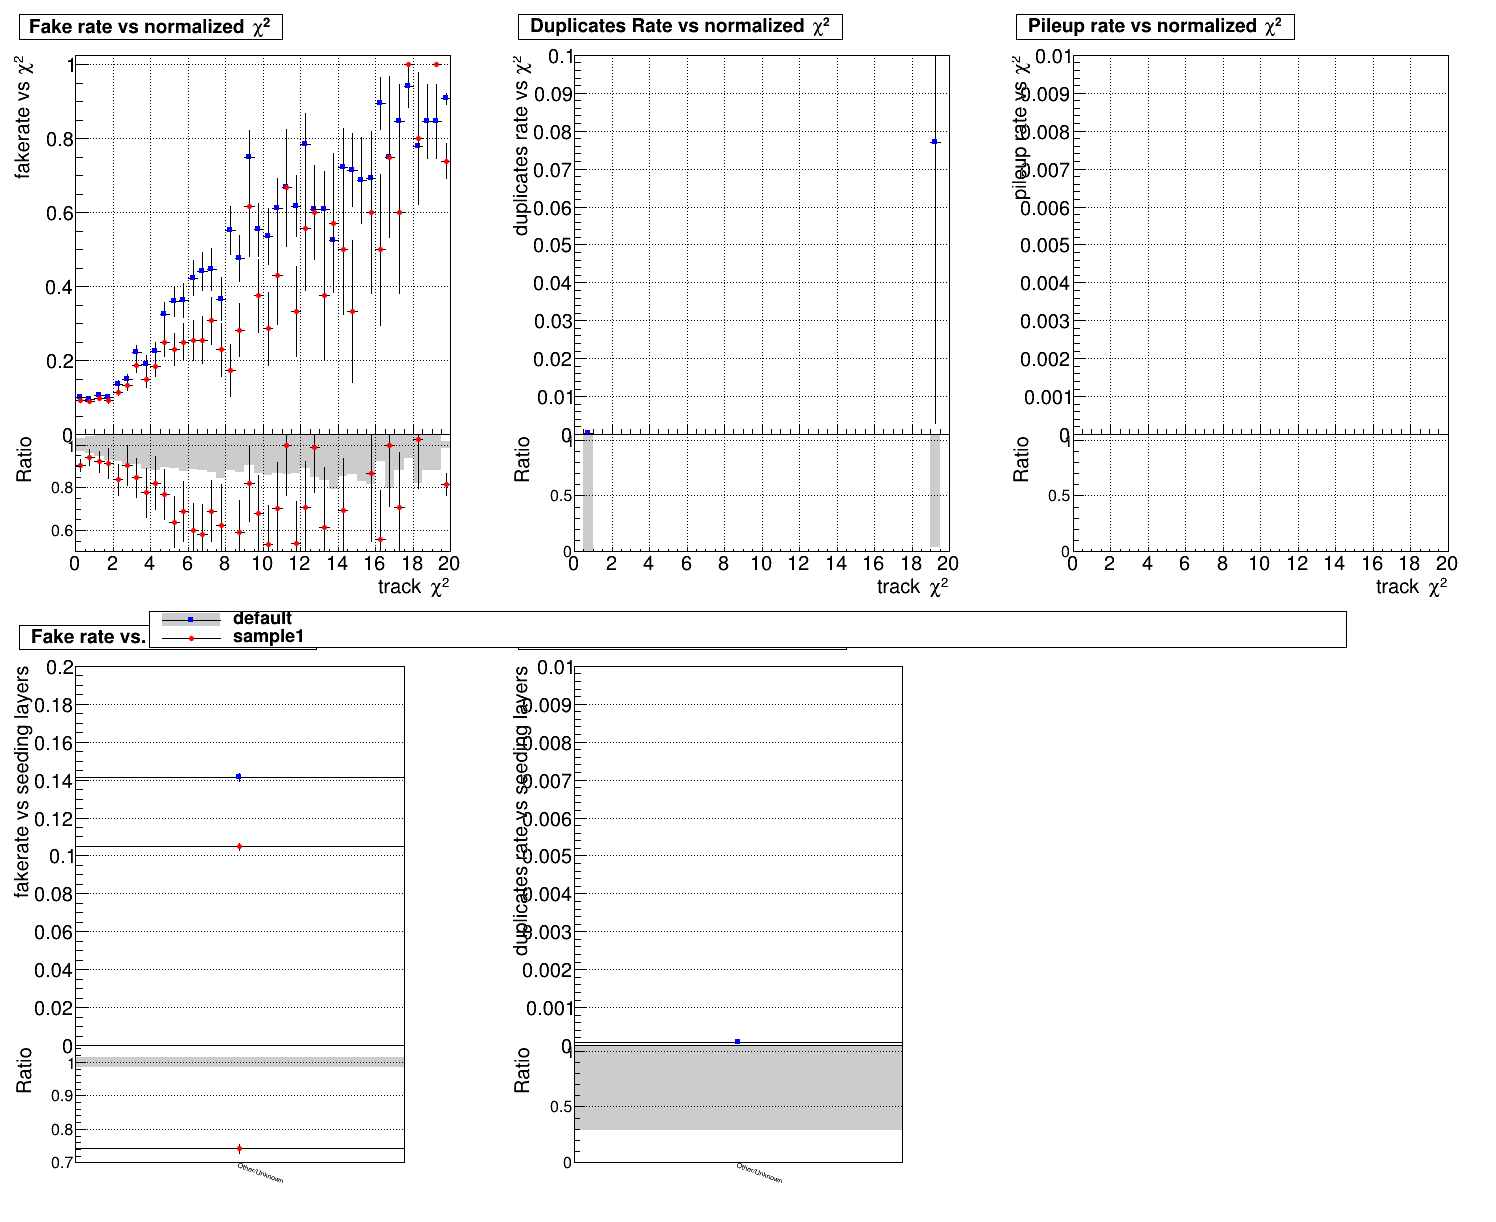 Fake rate vs normalized χ²
Duplicates Rate vs normalized χ²
Pileup rate vs normalized χ²
fakerate vs χ²
1
0.8
0.6
0.4
0.2
0
Ratio
1
0.8
0.6
0 2 4 6 8 10 12 14 16 18 20
track χ²
duplicates rate vs χ²
0.1
0.09
0.08
0.07
0.06
0.05
0.04
0.03
0.02
0.01
0
Ratio
1
0.5
0
0 2 4 6 8 10 12 14 16 18 20
track χ²
pileup rate vs χ²
0.01
0.009
0.008
0.007
0.006
0.005
0.004
0.003
0.002
0.001
0
Ratio
1
0.5
0
0 2 4 6 8 10 12 14 16 18 20
track χ²
default
sample1
Fake rate vs.
fakerate vs seeding layers
0.2
0.18
0.16
0.14
0.12
0.1
0.08
0.06
0.04
0.02
0
Ratio
1
0.9
0.8
0.7
Other/Unknown
duplicates rate vs seeding layers
0.01
0.009
0.008
0.007
0.006
0.005
0.004
0.003
0.002
0.001
0
Ratio
1
0.5
0
Other/Unknown